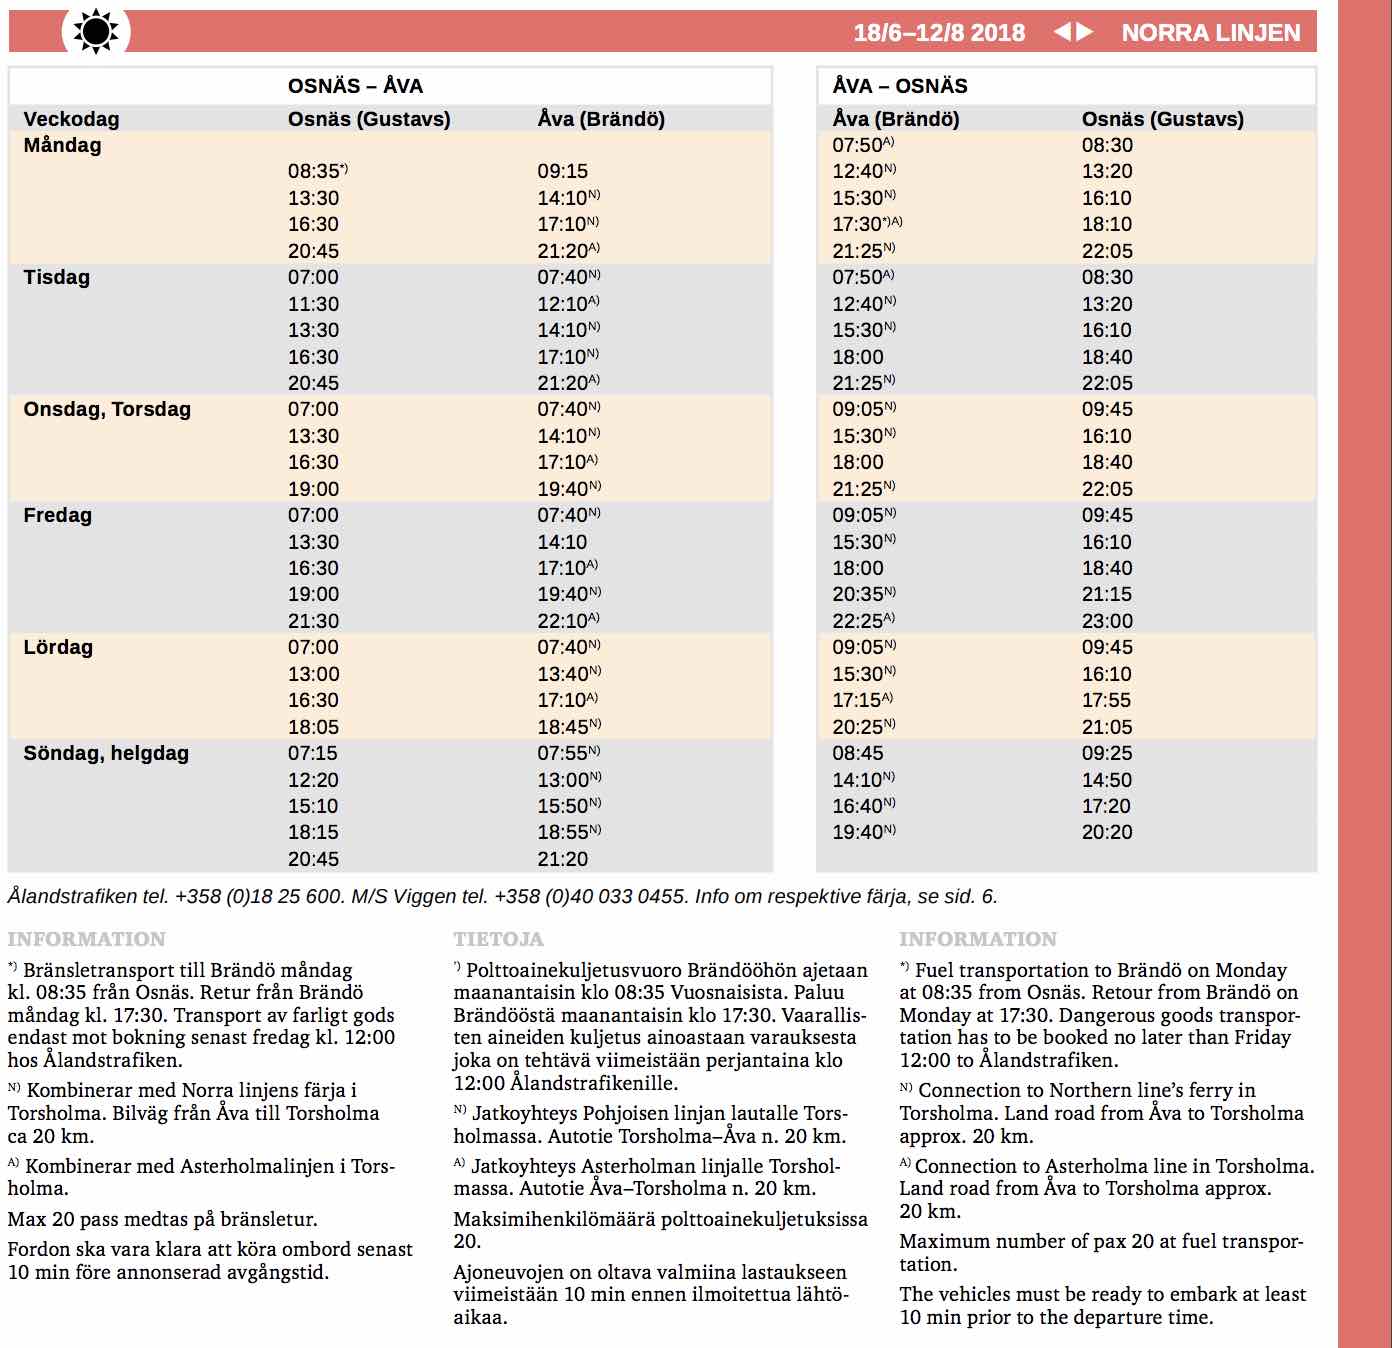 18/6–12/8 2018 ◀▶ NORRA LINJEN
OSNÄS – ÅVA
Veckodag Osnäs (Gustavs) Åva (Brändö)
Måndag
08:35*) 09:15
13:30 14:10N)
16:30 17:10N)
20:45 21:20A)
Tisdag 07:00 07:40N)
11:30 12:10A)
13:30 14:10N)
16:30 17:10N)
20:45 21:20A)
Onsdag, Torsdag 07:00 07:40N)
13:30 14:10N)
16:30 17:10A)
19:00 19:40N)
Fredag 07:00 07:40N)
13:30 14:10
16:30 17:10A)
19:00 19:40N)
21:30 22:10A)
Lördag 07:00 07:40N)
13:00 13:40N)
16:30 17:10A)
18:05 18:45N)
Söndag, helgdag 07:15 07:55N)
12:20 13:00N)
15:10 15:50N)
18:15 18:55N)
20:45 21:20
ÅVA – OSNÄS
Åva (Brändö) Osnäs (Gustavs)
07:50A) 08:30
12:40N) 13:20
15:30N) 16:10
17:30*)A) 18:10
21:25N) 22:05
07:50A) 08:30
12:40N) 13:20
15:30N) 16:10
18:00 18:40
21:25N) 22:05
09:05N) 09:45
15:30N) 16:10
18:00 18:40
21:25N) 22:05
09:05N) 09:45
15:30N) 16:10
18:00 18:40
20:35N) 21:15
22:25A) 23:00
09:05N) 09:45
15:30N) 16:10
17:15A) 17:55
20:25N) 21:05
08:45 09:25
14:10N) 14:50
16:40N) 17:20
19:40N) 20:20
Ålandstrafiken tel. +358 (0)18 25 600. M/S Viggen tel. +358 (0)40 033 0455. Info om respektive färja, se sid. 6.
INFORMATION
*) Bränsletransport till Brändö måndag
kl. 08:35 från Osnäs. Retur från Brändö
måndag kl. 17:30. Transport av farligt gods
endast mot bokning senast fredag kl. 12:00
hos Ålandstrafiken.
N) Kombinerar med Norra linjens färja i
Torsholma. Bilväg från Åva till Torsholma
ca 20 km.
A) Kombinerar med Asterholmalinjen i Tors-
holma.
Max 20 pass medtas på bränsletur.
Fordon ska vara klara att köra ombord senast
10 min före annonserad avgångstid.
TIETOJA
*) Polttoainekuljetusvuoro Brändööhön ajetaan
maanantaisin klo 08:35 Vuosnaisista. Paluu
Brändööstä maanantaisin klo 17:30. Vaarallis-
ten aineiden kuljetus ainoastaan varauksesta
joka on tehtävä viimeistään perjantaina klo
12:00 Ålandstrafikenille.
N) Jatkoyhteys Pohjoisen linjan lautalle Tors-
holmassa. Autotie Torsholma–Åva n. 20 km.
A) Jatkoyhteys Asterholman linjalle Torshol-
massa. Autotie Åva–Torsholma n. 20 km.
Maksimihenkilömäärä polttoainekuljetuksissa
20.
Ajoneuvojen on oltava valmiina lastaukseen
viimeistään 10 min ennen ilmoitettua lähtö-
aikaa.
INFORMATION
*) Fuel transportation to Brändö on Monday
at 08:35 from Osnäs. Retour from Brändö on
Monday at 17:30. Dangerous goods transpor-
tation has to be booked no later than Friday
12:00 to Ålandstrafiken.
N) Connection to Northern line’s ferry in
Torsholma. Land road from Åva to Torsholma
approx. 20 km.
A) Connection to Asterholma line in Torsholma.
Land road from Åva to Torsholma approx.
20 km.
Maximum number of pax 20 at fuel transpor-
tation.
The vehicles must be ready to embark at least
10 min prior to the departure time.